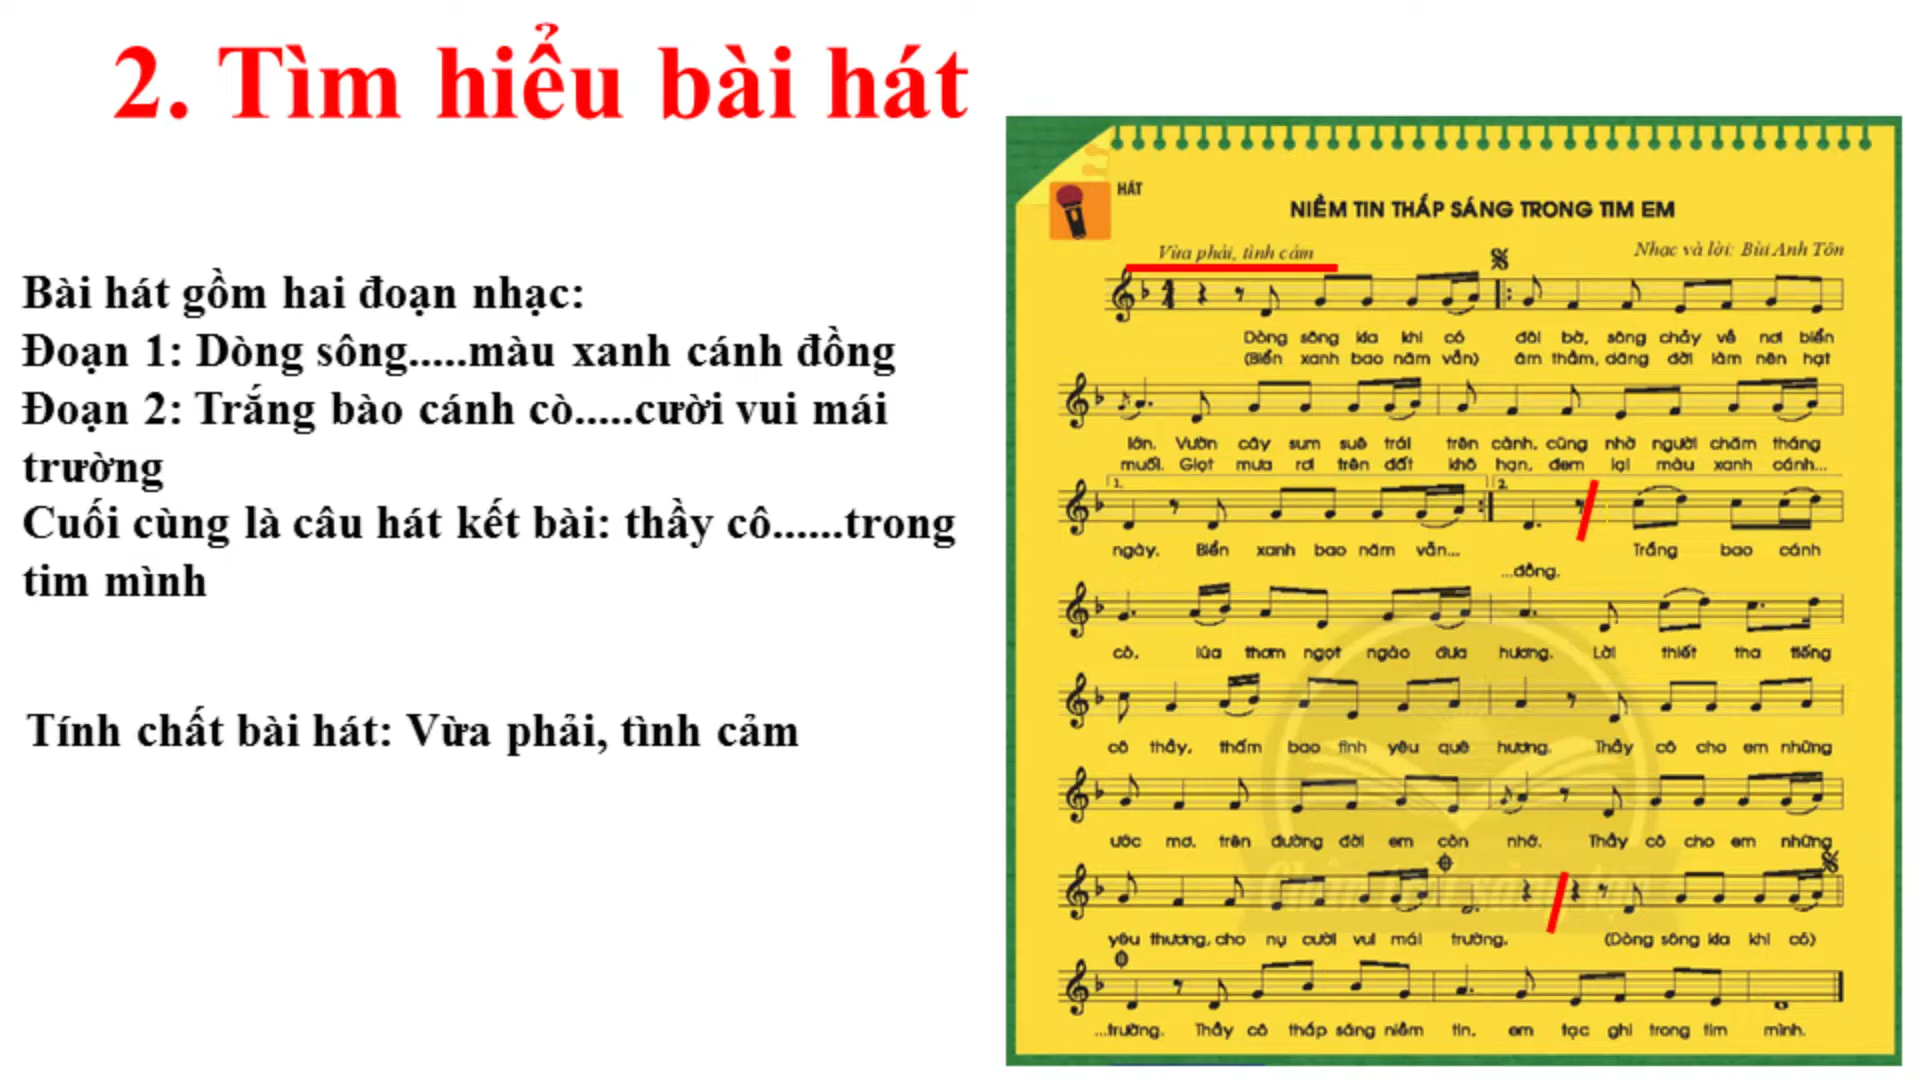 2. Tìm hiểu bài hát
Bài hát gồm hai đoạn nhạc:
Đoạn 1: Dòng sông.....màu xanh cánh đồng
Đoạn 2: Trắng bào cánh cò.....cười vui mái
trường
Cuối cùng là câu hát kết bài: thầy cô......trong
tim mình
Tính chất bài hát: Vừa phải, tình cảm
HÁT
NIỀM TIN THẮP SÁNG TRONG TIM EM
Vừa phải, tình cảm
Nhạc và lời: Bùi Anh Tôn
Dòng sông kia khi có đôi bờ, sông chảy về nơi biển
(Biển xanh bao năm vẫn) âm thầm, dâng đời làm nên hạt
lớn. Vườn cây sum suê trái trên cành, cũng nhờ người chăm tháng
muối. Giọt mưa rơi trên đất khô hạn, đem lại màu xanh cánh...
1. 2.
ngày. Biển xanh bao năm vẫn... Trắng bao cánh
...đồng.
cò, lúa thơm ngọt ngào đưa hương. Lời thiết tha tiếng
cô thầy, thấm bao tình yêu quê hương. Thầy cô cho em những
ước mơ, trên đường đời em còn nhớ. Thầy cô cho em những
yêu thương, cho nụ cười vui mái trường. (Dòng sông kia khi có)
...trường. Thầy cô thắp sáng niềm tin, em tạc ghi trong tim mình.
Chân trời sáng tạo